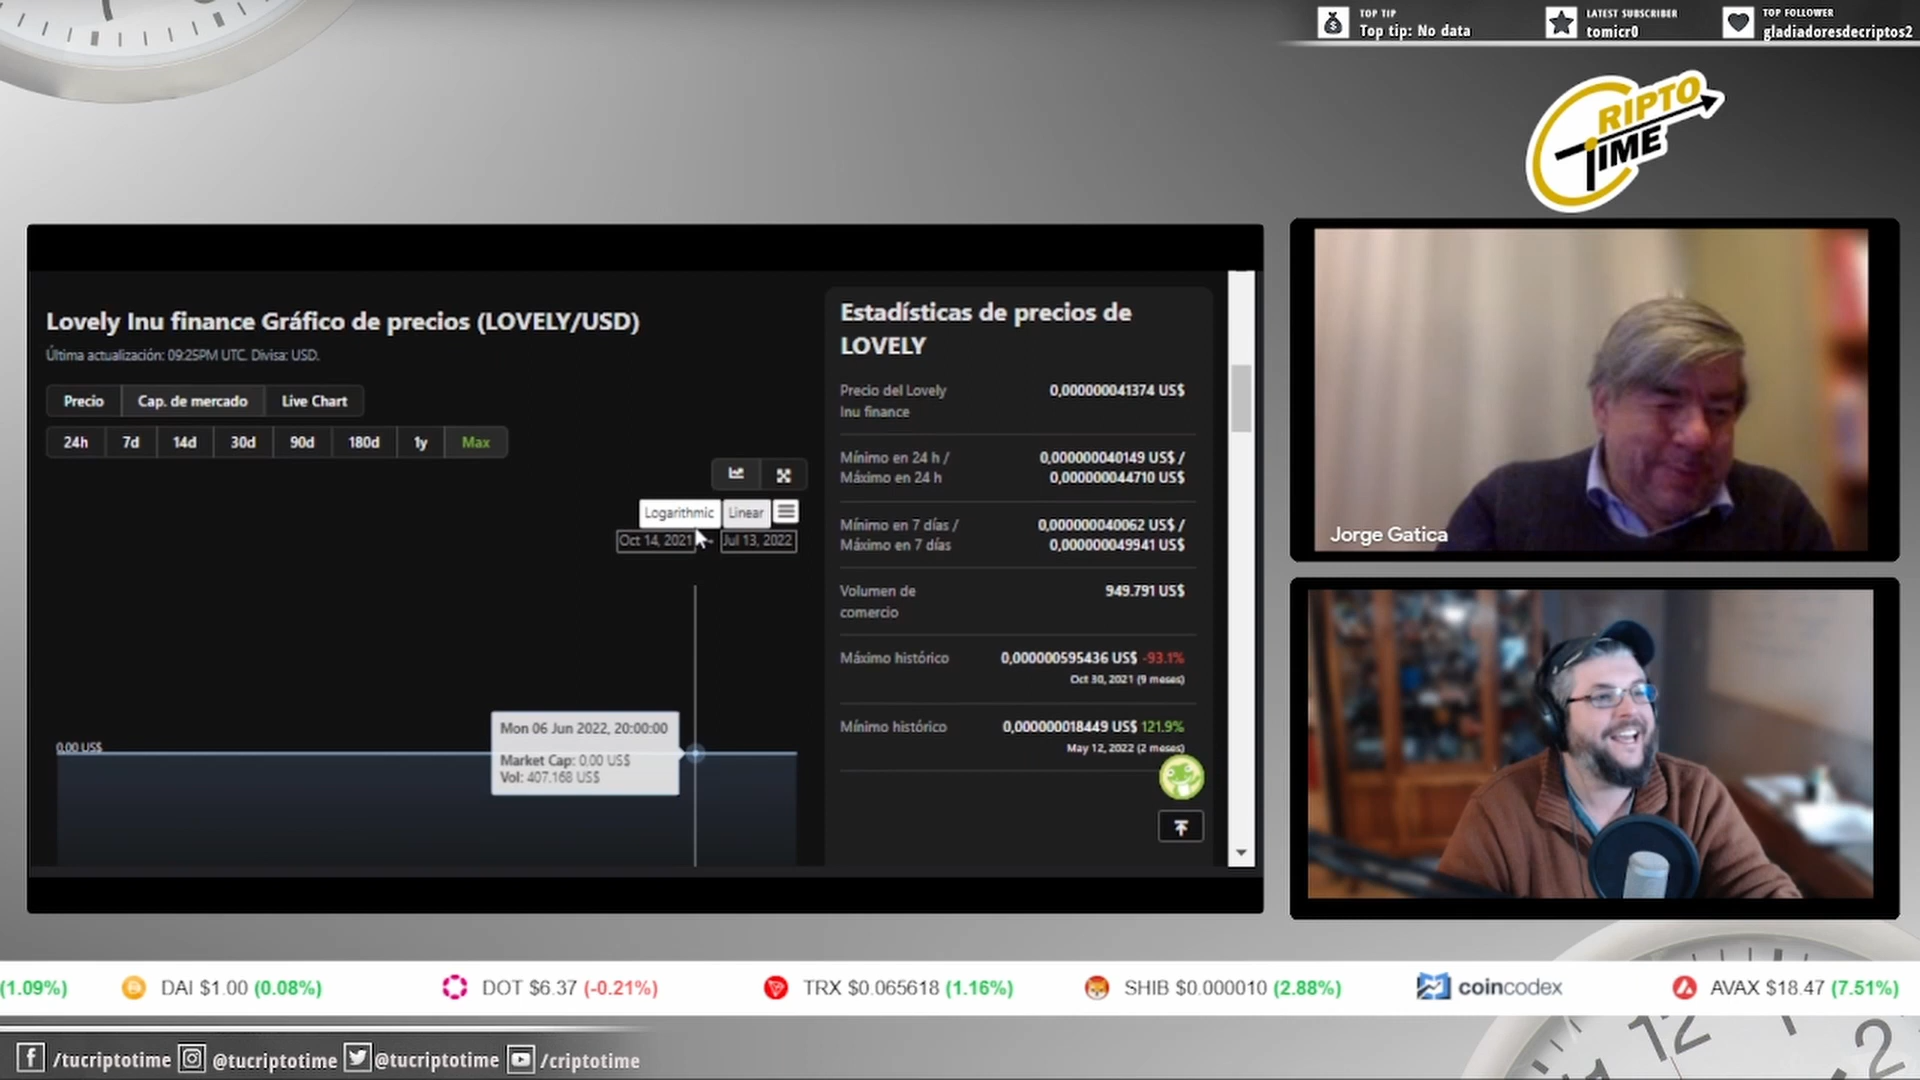 TOP TIP
Top tip: No data
LATEST SUBSCRIBER
tomicr0
TOP FOLLOWER
gladiadoresdecriptos2
CRIPTO
TIME
Lovely Inu finance Gráfico de precios (LOVELY/USD)
Última actualización: 09:25PM UTC. Divisa: USD.
Precio Cap. de mercado Live Chart
24h 7d 14d 30d 90d 180d 1y Max
Logarithmic Linear
Oct 14, 2021 Jul 13, 2022
0.00 US$
Mon 06 Jun 2022, 20:00:00
Market Cap: 0.00 US$
Vol: 407.168 US$
Estadísticas de precios de
LOVELY
Precio del Lovely
Inu finance
0,000000041374 US$
Mínimo en 24 h /
Máximo en 24 h
0,000000040149 US$ /
0,000000044710 US$
Mínimo en 7 días /
Máximo en 7 días
0,000000040062 US$ /
0,000000049941 US$
Volumen de
comercio
949.791 US$
Máximo histórico
0,000000595436 US$ -93.1%
Oct 30, 2021 (9 meses)
Mínimo histórico
0,000000018449 US$ 121.9%
May 12, 2022 (2 meses)
Jorge Gatica
(1.09%) DAI $1.00 (0.08%) DOT $6.37 (-0.21%) TRX $0.065618 (1.16%) SHIB $0.000010 (2.88%) coincodex AVAX $18.47 (7.51%)
/tucriptotime @tucriptotime @tucriptotime /criptotime
12
1
2